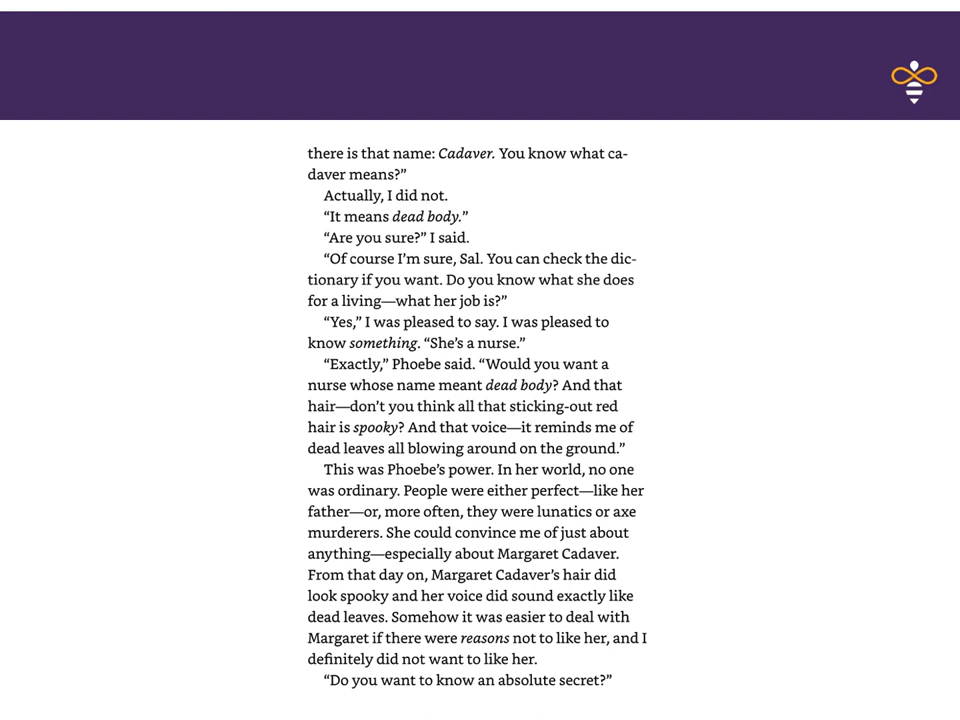 there is that name: Cadaver. You know what ca-
daver means?”
Actually, I did not.
“It means dead body.”
“Are you sure?” I said.
“Of course I’m sure, Sal. You can check the dic-
tionary if you want. Do you know what she does
for a living—what her job is?”
“Yes,” I was pleased to say. I was pleased to
know something. “She’s a nurse.”
“Exactly,” Phoebe said. “Would you want a
nurse whose name meant dead body? And that
hair—don’t you think all that sticking-out red
hair is spooky? And that voice—it reminds me of
dead leaves all blowing around on the ground.”
This was Phoebe’s power. In her world, no one
was ordinary. People were either perfect—like her
father—or, more often, they were lunatics or axe
murderers. She could convince me of just about
anything—especially about Margaret Cadaver.
From that day on, Margaret Cadaver’s hair did
look spooky and her voice did sound exactly like
dead leaves. Somehow it was easier to deal with
Margaret if there were reasons not to like her, and I
definitely did not want to like her.
“Do you want to know an absolute secret?”